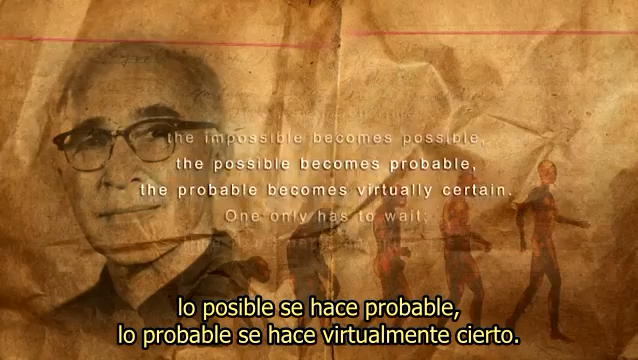 the impossible becomes possible,
the possible becomes probable,
the probable becomes virtually certain.
One only has to wait:
lo posible se hace probable,
lo probable se hace virtualmente cierto.